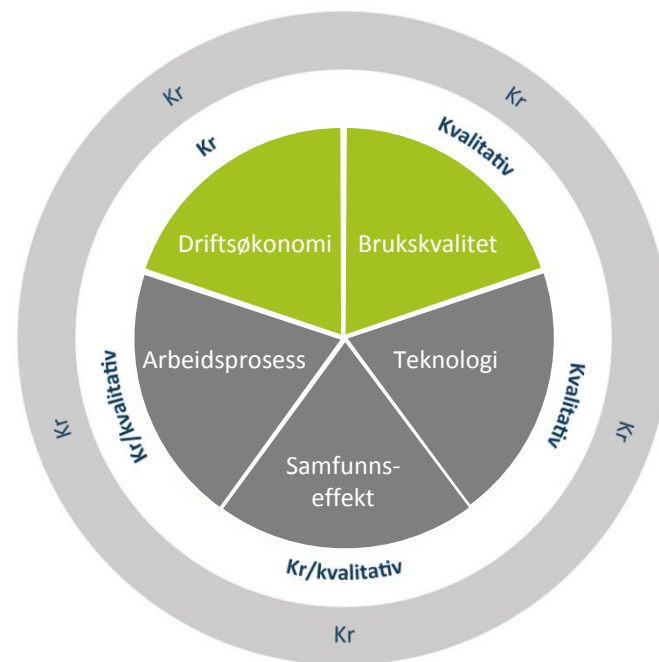 Kr
Kr
Kr
Kvalitativ
Driftsøkonomi
Brukskvalitet
Arbeidsprosess
Teknologi
Kr/kvalitativ
Kvalitativ
Kr
Kr
Samfunns-
effekt
Kr/kvalitativ
Kr